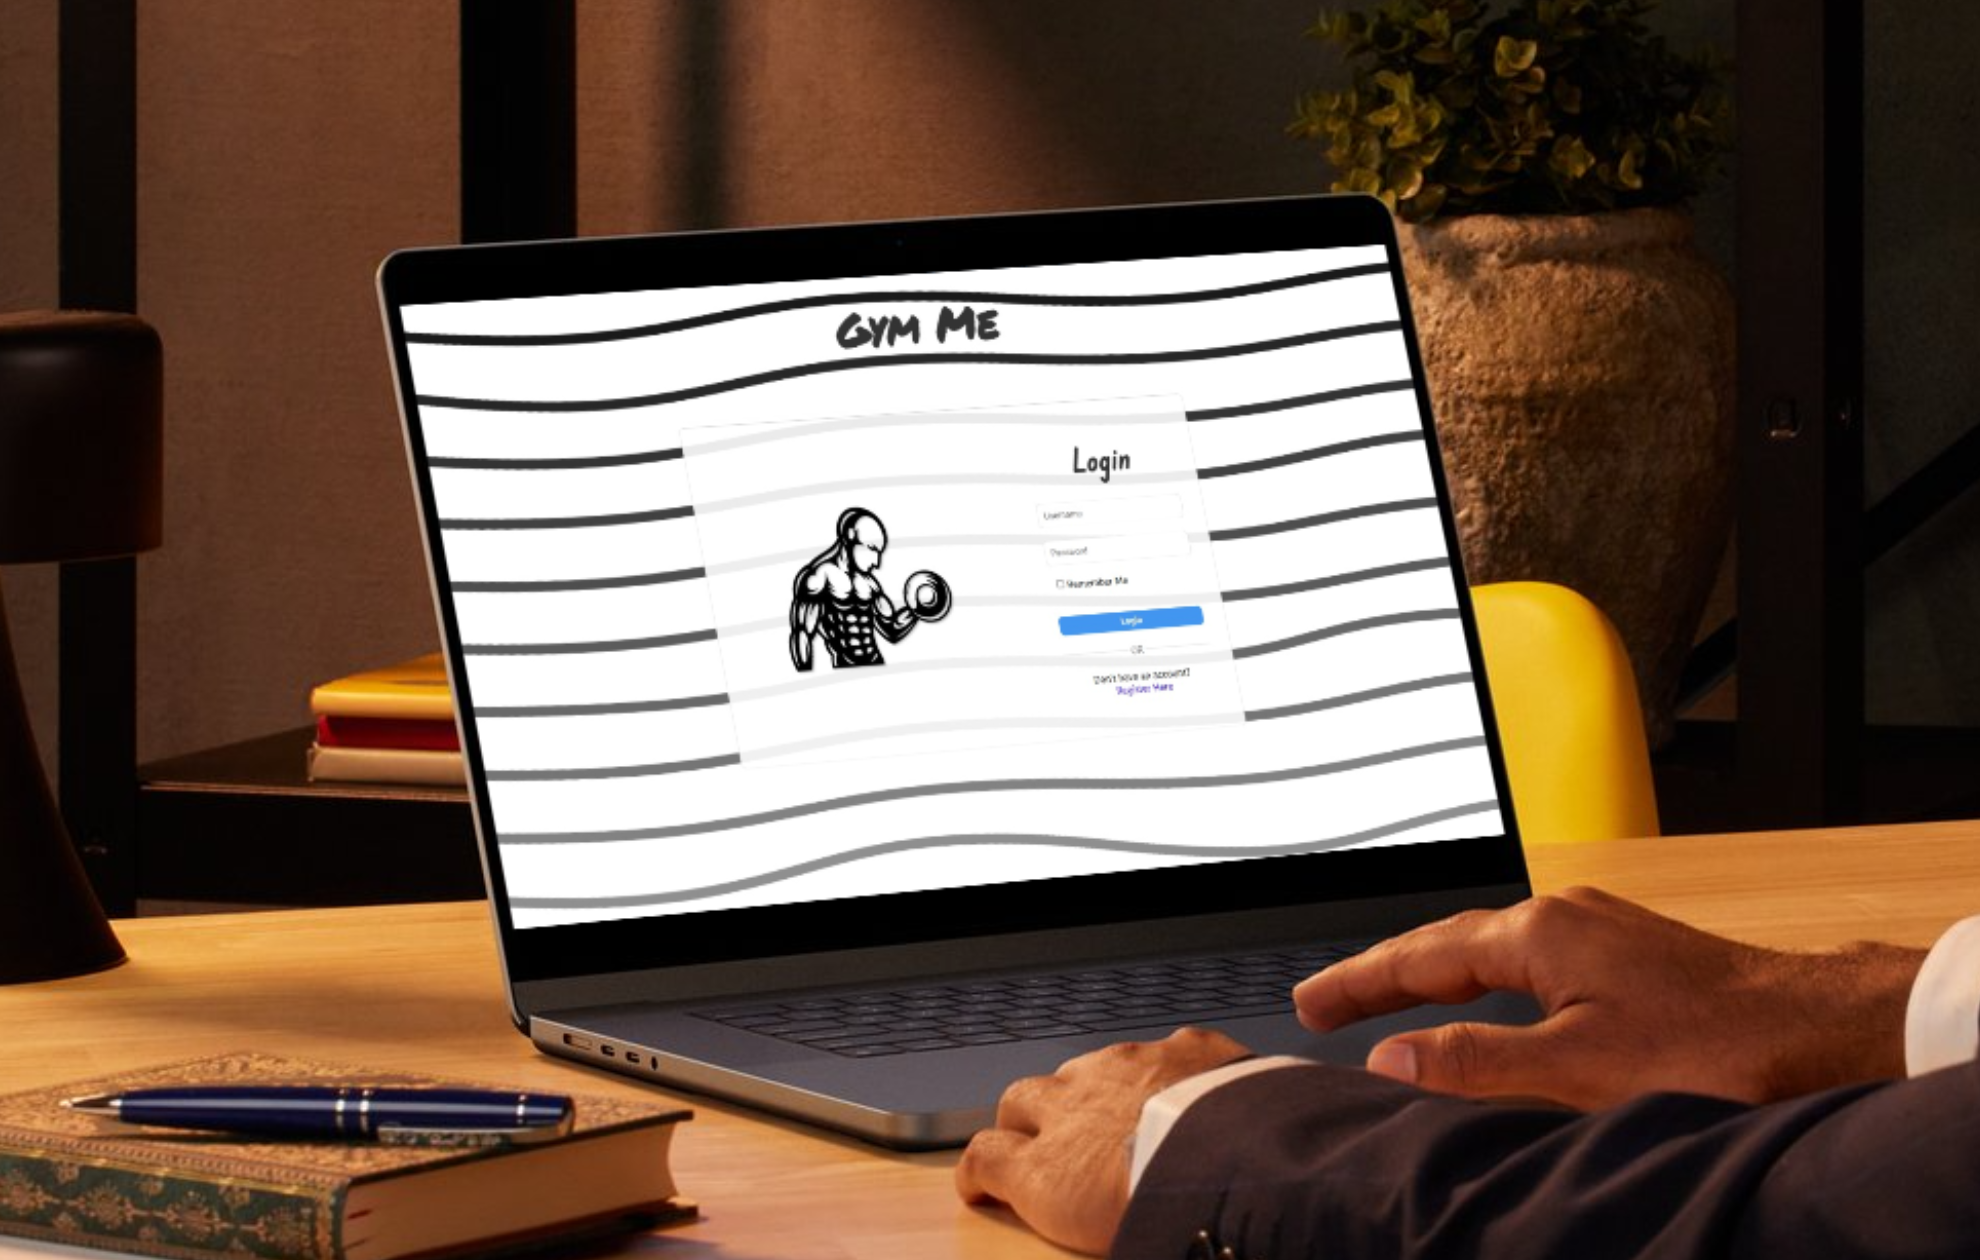 Gym Me
Login
Username
Password
Remember Me
Login
OR
Don't have an account?
Register Here